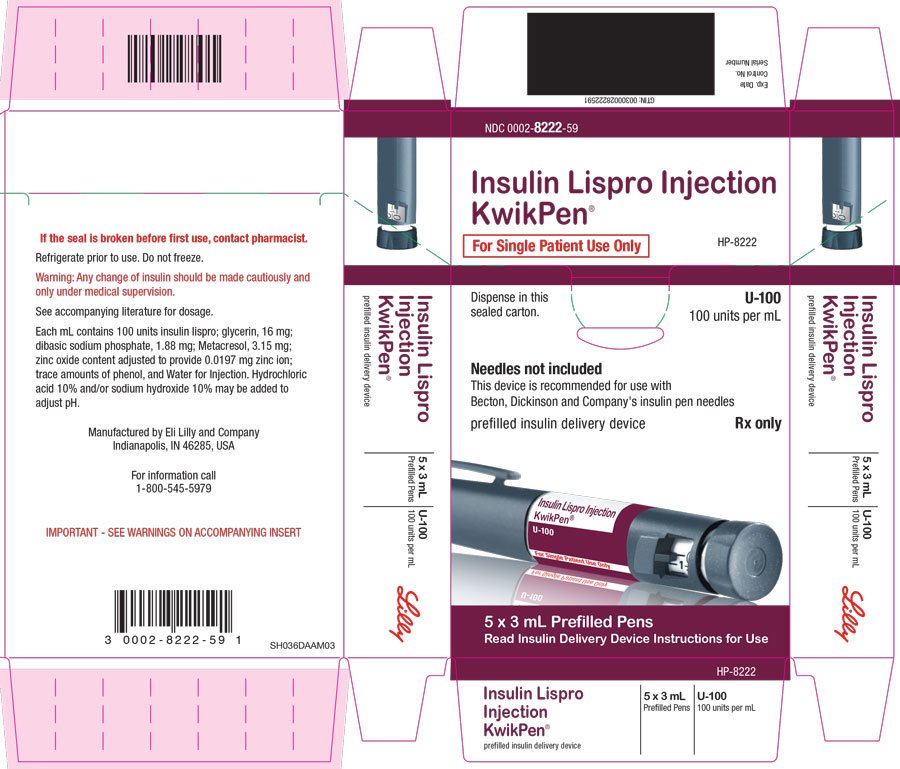 If the seal is broken before first use, contact pharmacist.
Refrigerate prior to use. Do not freeze.
Warning: Any change of insulin should be made cautiously and
only under medical supervision.
See accompanying literature for dosage.
Each mL contains 100 units insulin lispro; glycerin, 16 mg;
dibasic sodium phosphate, 1.88 mg; Metacresol, 3.15 mg;
zinc oxide content adjusted to provide 0.0197 mg zinc ion;
trace amounts of phenol, and Water for Injection. Hydrochloric
acid 10% and/or sodium hydroxide 10% may be added to
adjust pH.
Manufactured by Eli Lilly and Company
Indianapolis, IN 46285, USA
For information call
1-800-545-5979
IMPORTANT - SEE WARNINGS ON ACCOMPANYING INSERT
3 0002-8222-59 1
SH036DAAM03
Insulin Lispro
Injection
KwikPen®
prefilled insulin delivery device
5 x 3 mL
Prefilled Pens
U-100
100 units per mL
Lilly
Exp. Date
Control No.
Serial Number
GTIN: 00300028222591
NDC 0002-8222-59
Insulin Lispro Injection
KwikPen®
For Single Patient Use Only
HP-8222
Dispense in this
sealed carton.
U-100
100 units per mL
Needles not included
This device is recommended for use with
Becton, Dickinson and Company's insulin pen needles
prefilled insulin delivery device
Rx only
Insulin Lispro Injection
KwikPen®
U-100
For Single Patient Use Only
1
For Single Patient Use Only
U-100
5 x 3 mL Prefilled Pens
Read Insulin Delivery Device Instructions for Use
HP-8222
Insulin Lispro
Injection
KwikPen®
prefilled insulin delivery device
5 x 3 mL
Prefilled Pens
U-100
100 units per mL
Insulin Lispro
Injection
KwikPen®
prefilled insulin delivery device
5 x 3 mL
Prefilled Pens
U-100
100 units per mL
Lilly